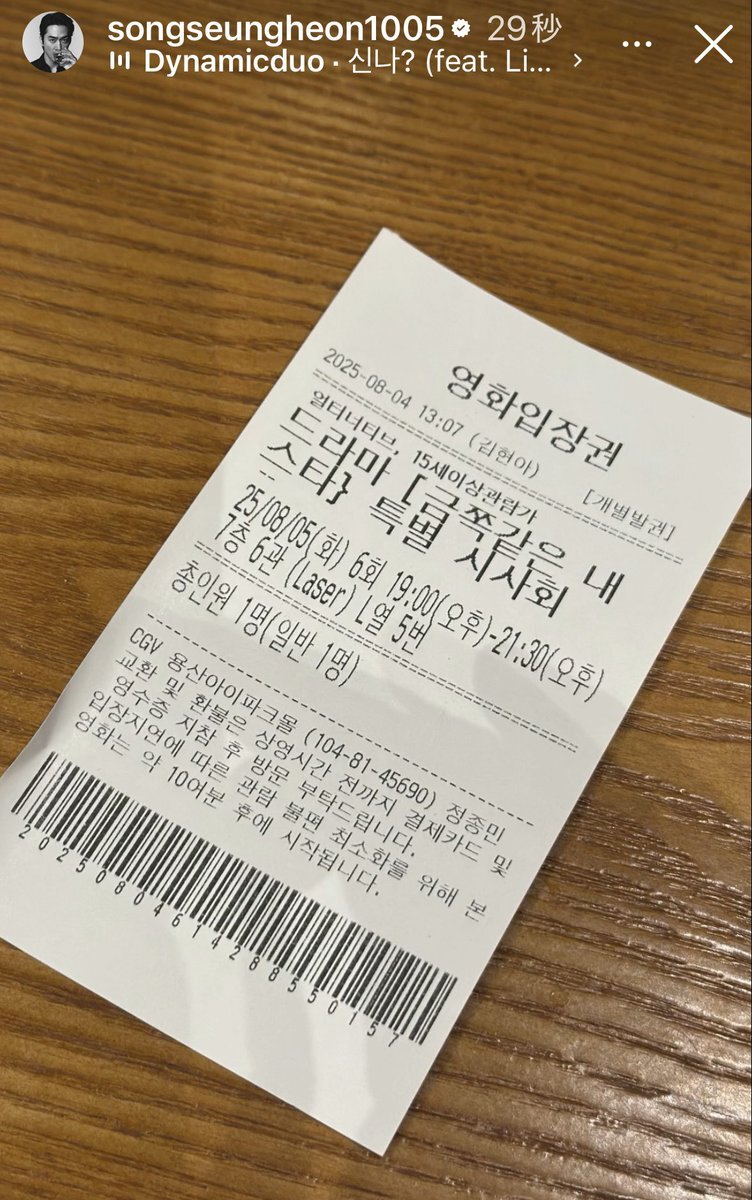 songseungheon1005 29秒
Dynamicduo · 신나? (feat. Li...
영화입장권
2025-08-04 13:07 (김현아) [개별발권]
얼터너티브, 15세이상관람가
드라마 [금쪽같은 내
스타} 특별 시사회
25/08/05(화) 6회 19:00(오후)-21:30(오후)
7층 6관 (Laser) L열 5번
총인원 1명(일반 1명)
CGV 용산아이파크몰 (104-81-45690) 정종민
교환 및 환불은 상영시간 전까지 결제카드 및
영수증 지참 후 방문 부탁드립니다.
입장지연에 따른 관람 불편 최소화를 위해 본
영화는 약 10여분 후에 시작됩니다.
20250804614288550157